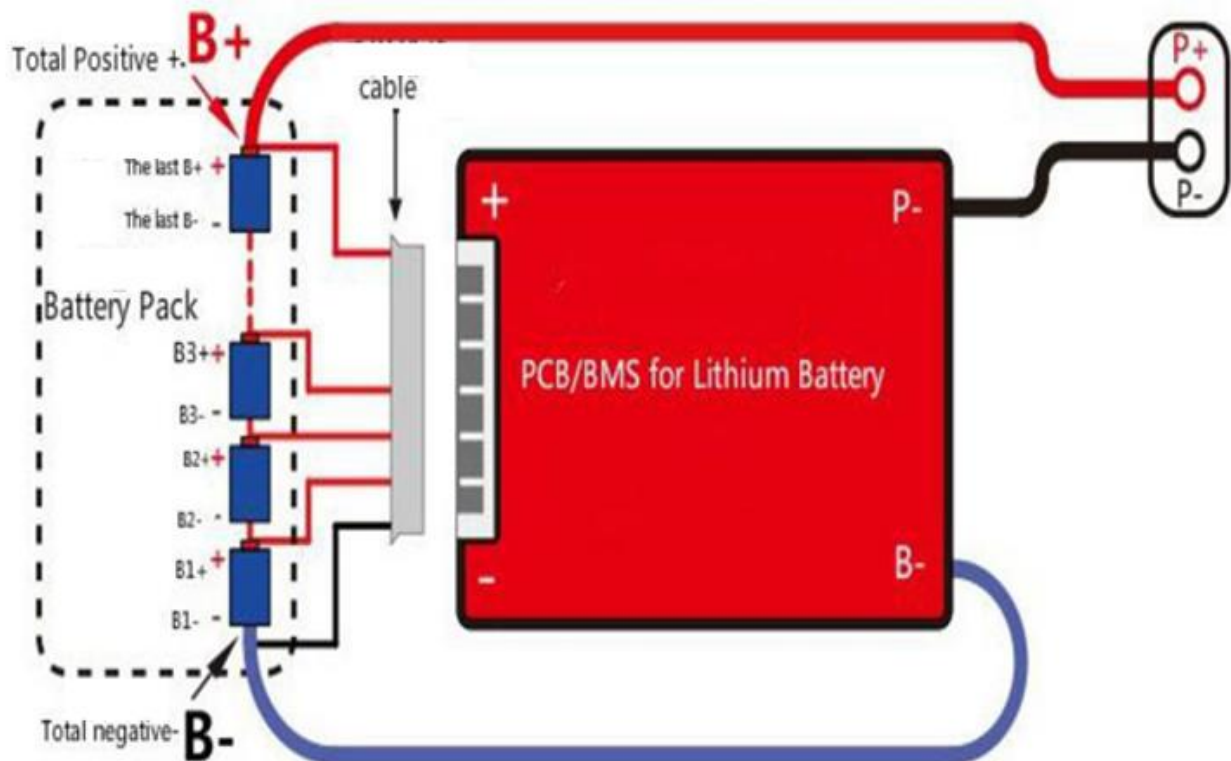 Total Positive +. B+
cable
P+
P-
The last B+ +
The last B- -
Battery Pack
B3+ +
B3- -
B2+ +
B2- -
B1+ +
B1- -
+
P-
PCB/BMS for Lithium Battery
B-
-
Total negative- B-